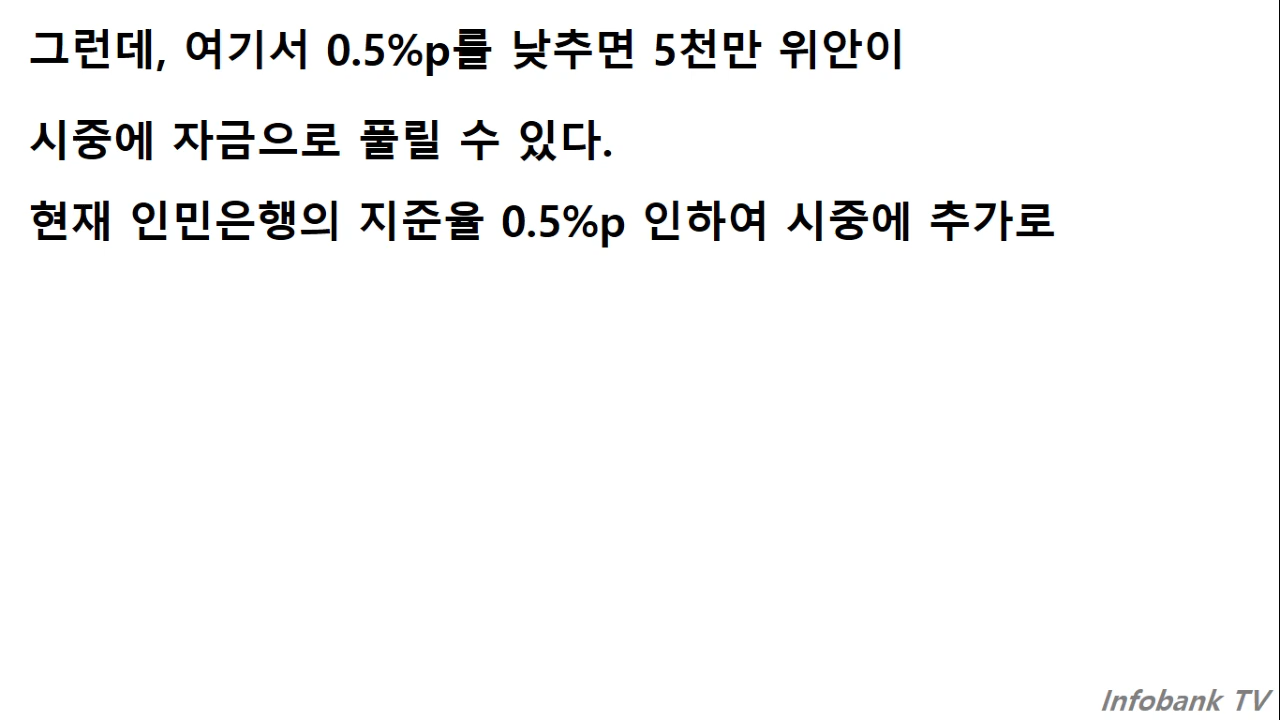 그런데, 여기서 0.5%p를 낮추면 5천만 위안이
시중에 자금으로 풀릴 수 있다.
현재 인민은행의 지준율 0.5%p 인하여 시중에 추가로
Infobank TV